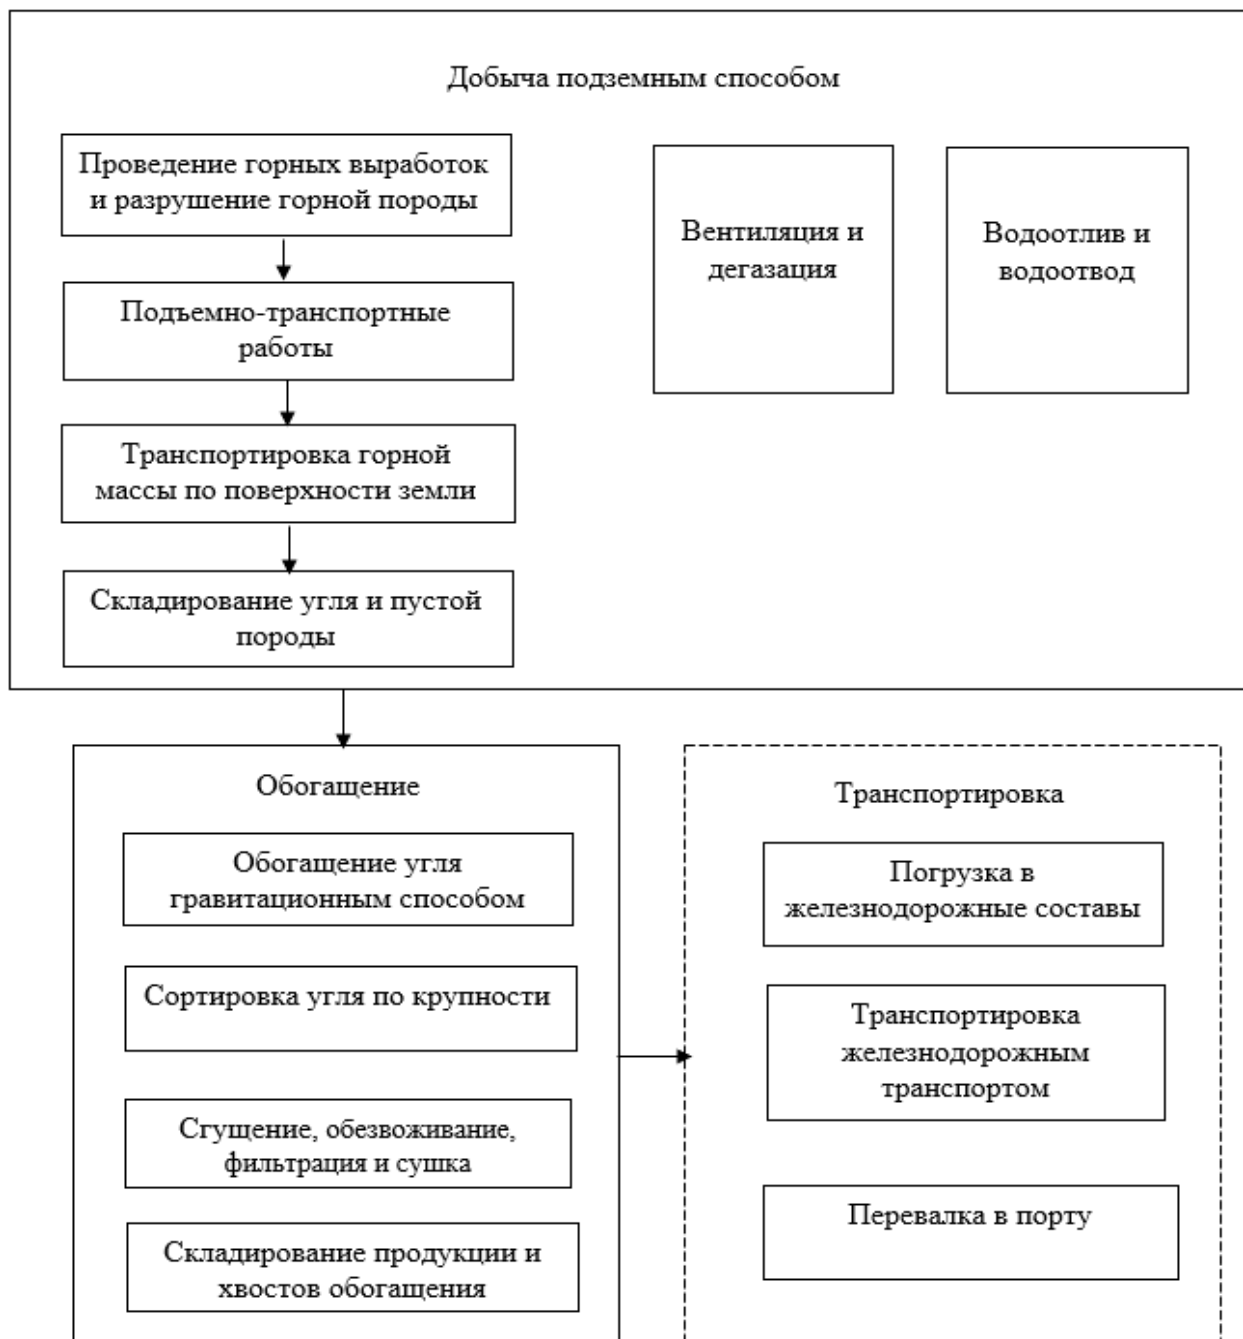 Добыча подземным способом
Проведение горных выработок
и разрушение горной породы
Подъемно-транспортные
работы
Транспортировка горной
массы по поверхности земли
Складирование угля и пустой
породы
Вентиляция и
дегазация
Водоотлив и
водоотвод
Обогащение
Обогащение угля
гравитационным способом
Сортировка угля по крупности
Сгущение, обезвоживание,
фильтрация и сушка
Складирование продукции и
хвостов обогащения
Транспортировка
Погрузка в
железнодорожные составы
Транспортировка
железнодорожным
транспортом
Перевалка в порту